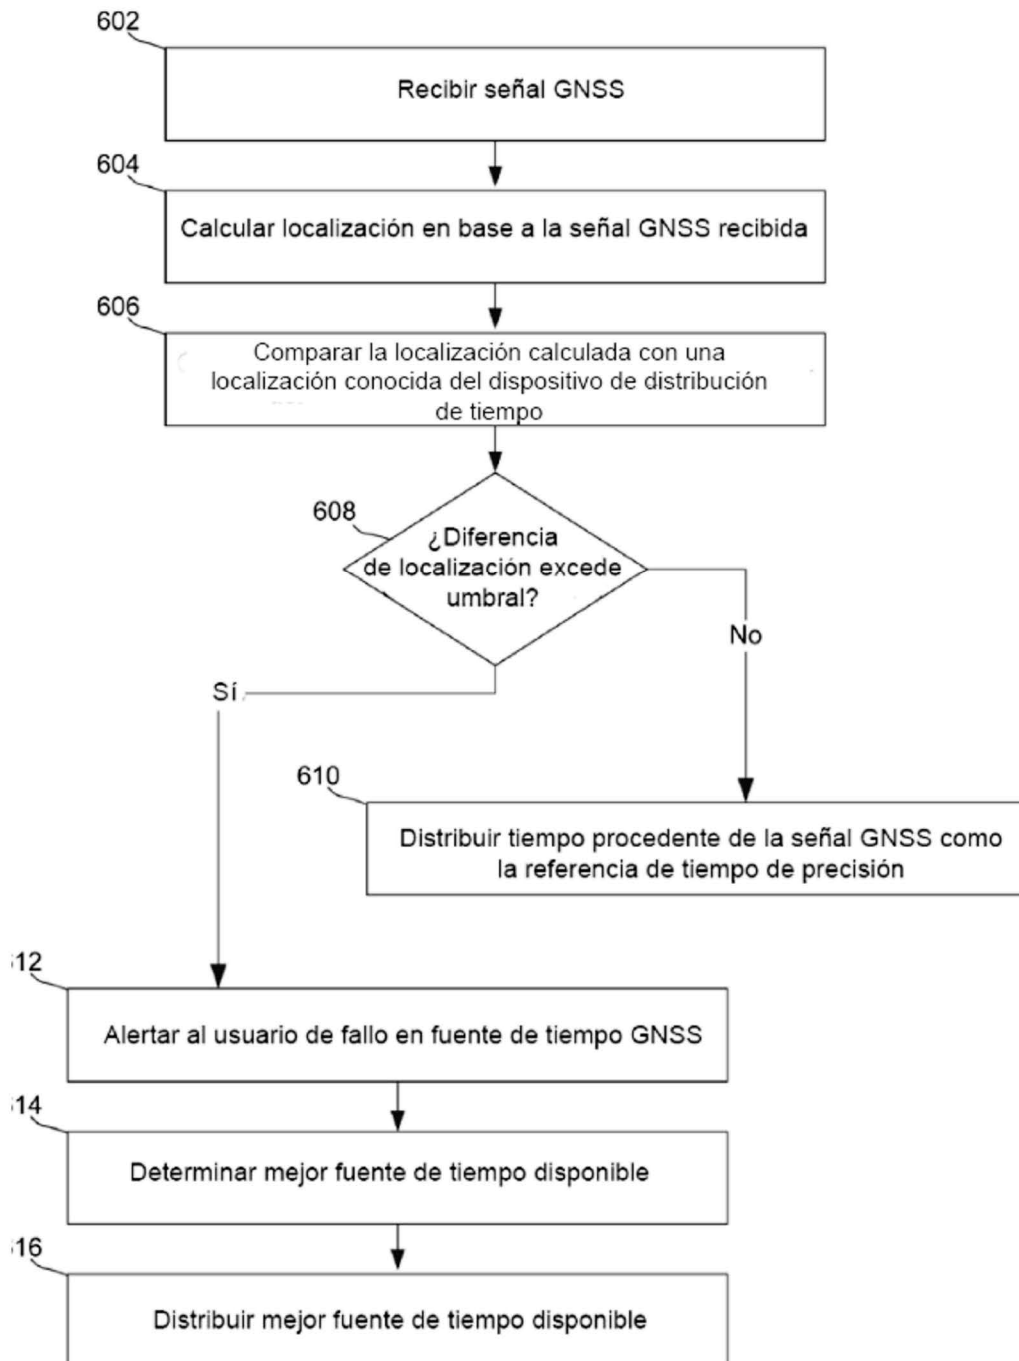 602
Recibir señal GNSS
604
Calcular localización en base a la señal GNSS recibida
606
Comparar la localización calculada con una
localización conocida del dispositivo de distribución
de tiempo
608
¿Diferencia
de localización excede
umbral?
No
Sí
610
Distribuir tiempo procedente de la señal GNSS como
la referencia de tiempo de precisión
12
Alertar al usuario de fallo en fuente de tiempo GNSS
14
Determinar mejor fuente de tiempo disponible
16
Distribuir mejor fuente de tiempo disponible